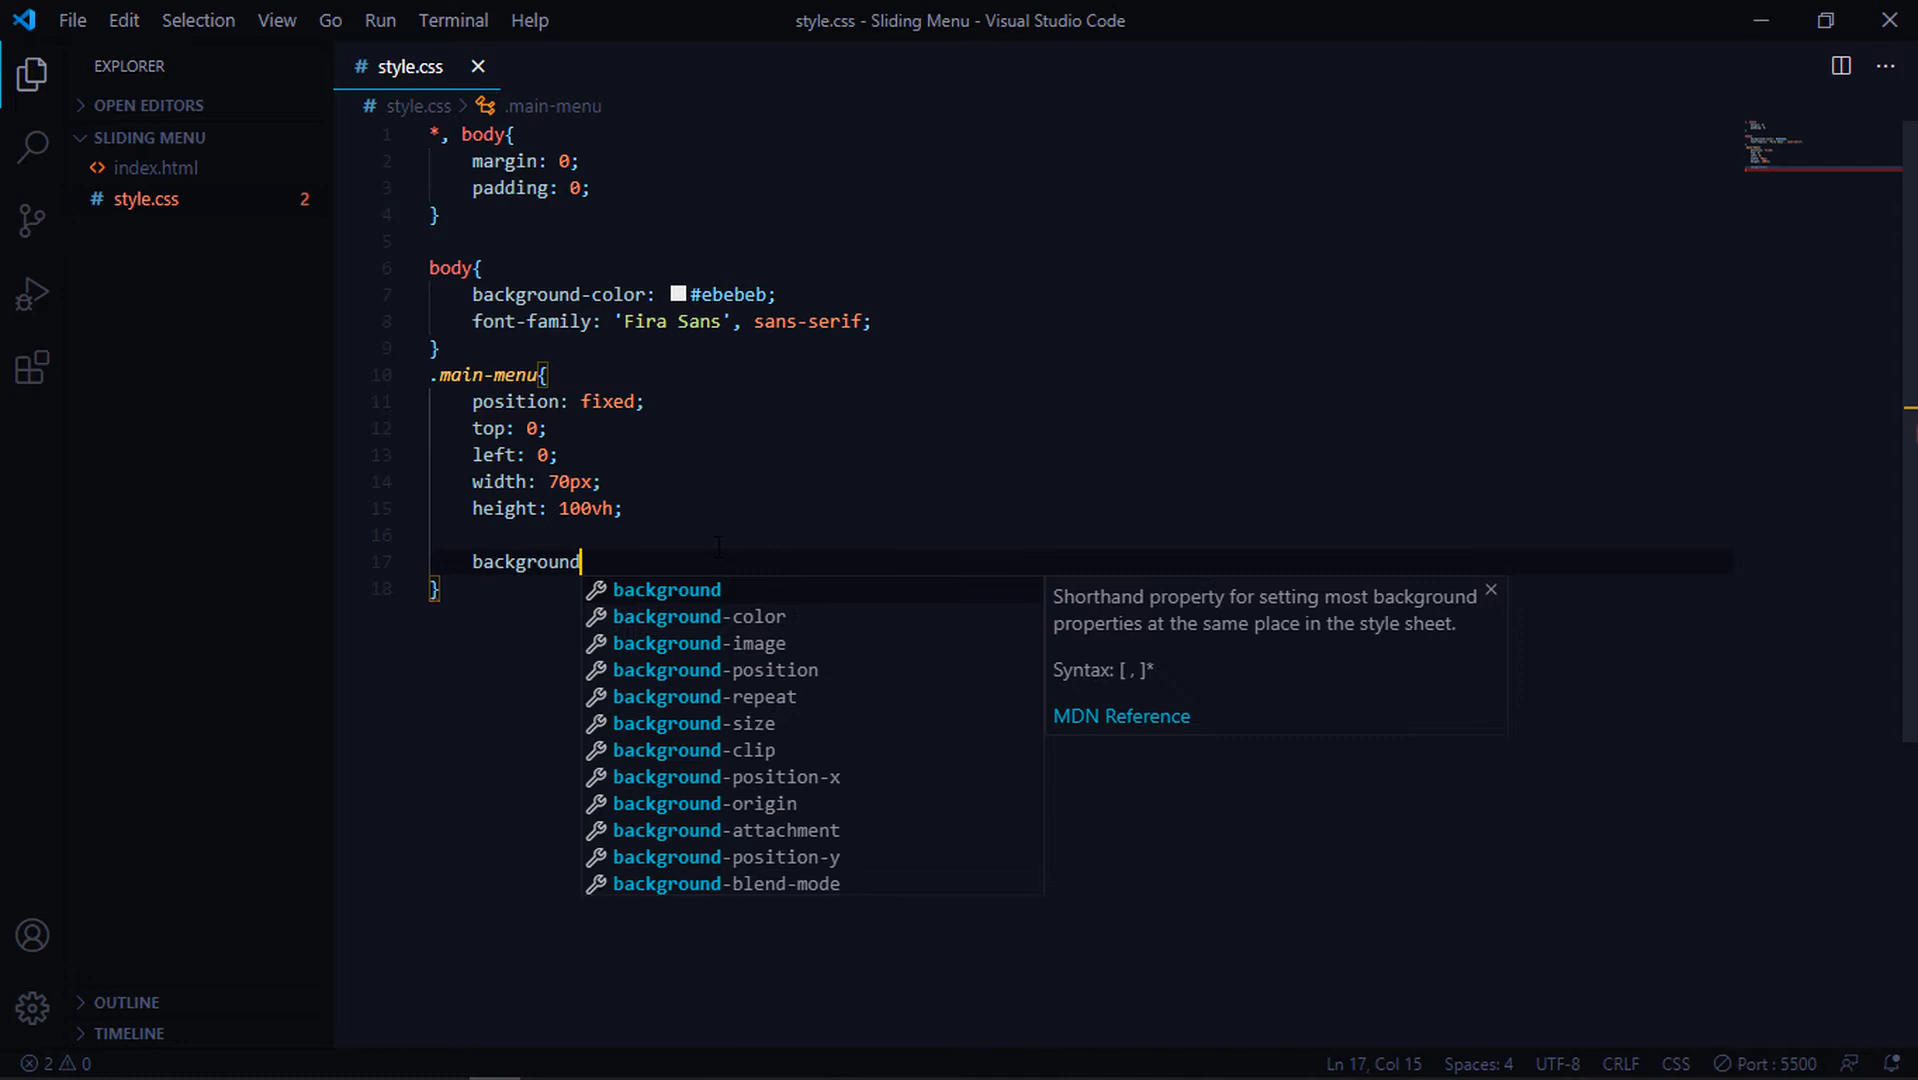 File Edit Selection View Go Run Terminal Help
style.css - Sliding Menu - Visual Studio Code
EXPLORER
OPEN EDITORS
SLIDING MENU
index.html
style.css 2
# style.css
# style.css > .main-menu
1 *, body{
2 margin: 0;
3 padding: 0;
4 }
5
6 body{
7 background-color: #ebebeb;
8 font-family: 'Fira Sans', sans-serif;
9 }
10 .main-menu{
11 position: fixed;
12 top: 0;
13 left: 0;
14 width: 70px;
15 height: 100vh;
16
17 background
18 }
background
background-color
background-image
background-position
background-repeat
background-size
background-clip
background-position-x
background-origin
background-attachment
background-position-y
background-blend-mode
Shorthand property for setting most background
properties at the same place in the style sheet.
Syntax: [ , ]*
MDN Reference
OUTLINE
TIMELINE
2 0
Ln 17, Col 15 Spaces: 4 UTF-8 CRLF CSS Port : 5500